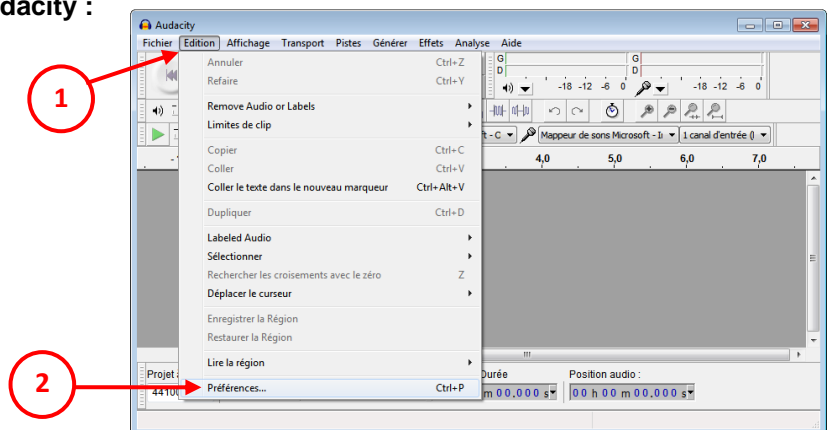 dacity :
Audacity
Fichier Edition Affichage Transport Pistes Générer Effets Analyse Aide
Annuler Ctrl+Z
Refaire Ctrl+Y
Remove Audio or Labels
Limites de clip
Copier Ctrl+C
Coller Ctrl+V
Coller le texte dans le nouveau marqueur Ctrl+Alt+V
Dupliquer Ctrl+D
Labeled Audio
Sélectionner
Rechercher les croisements avec le zéro Z
Déplacer le curseur
Enregistrer la Région
Restaurer la Région
Lire la région
Préférences... Ctrl+P
1
2
G G
D D
-18 -12 -6 0 -18 -12 -6 0
ft - C Mappeur de sons Microsoft - I 1 canal d'entrée (
4,0 5,0 6,0 7,0
Projet Durée Position audio :
44100 m 00,000 s 00 h 00 m 00,000 s